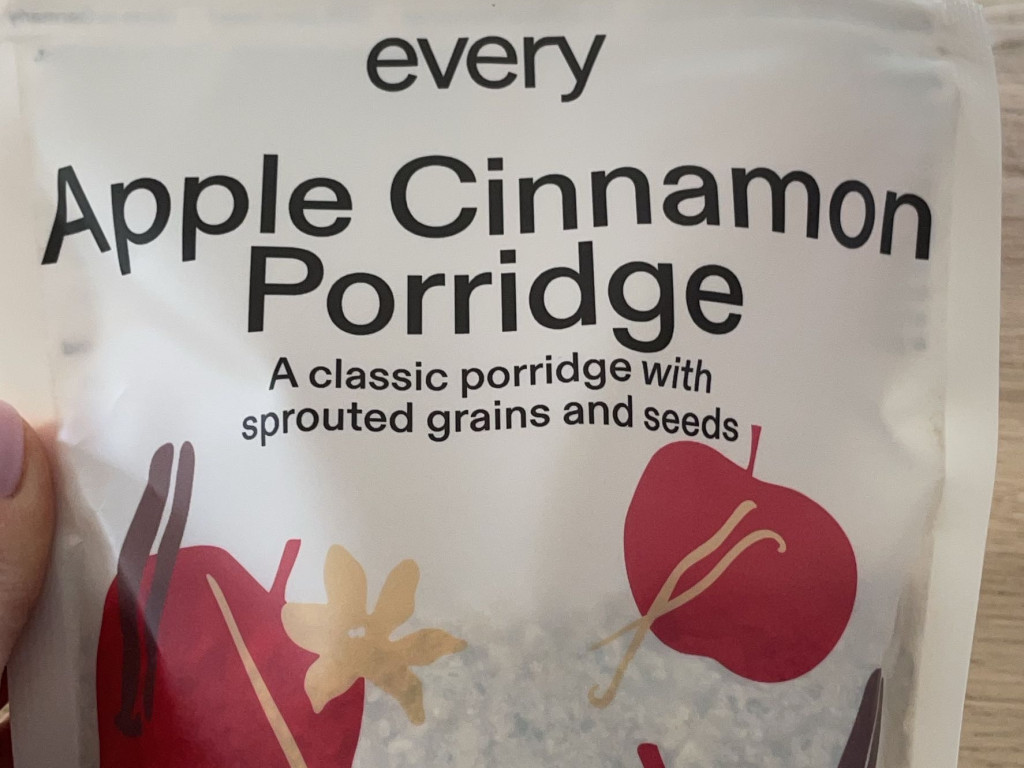 every
Apple Cinnamon
Porridge
A classic porridge with
sprouted grains and seeds